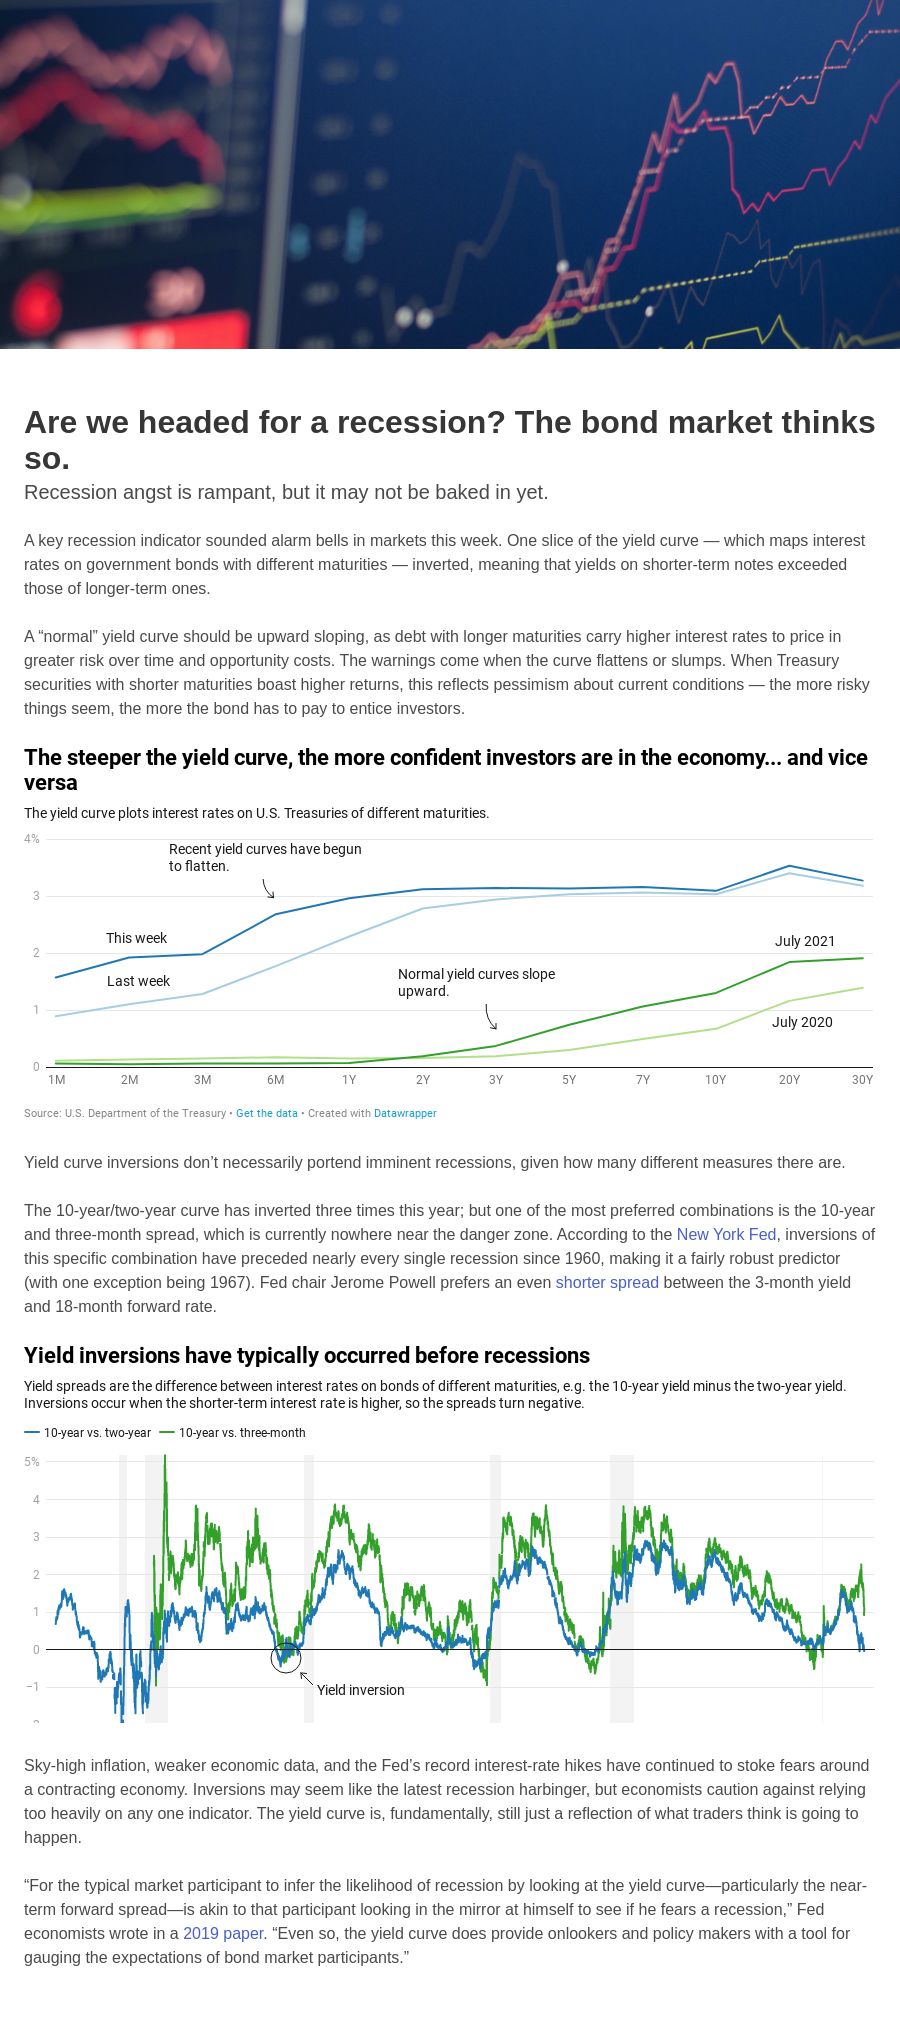 Are we headed for a recession? The bond market thinks
so.
Recession angst is rampant, but it may not be baked in yet.
A key recession indicator sounded alarm bells in markets this week. One slice of the yield curve — which maps interest
rates on government bonds with different maturities — inverted, meaning that yields on shorter-term notes exceeded
those of longer-term ones.
A “normal” yield curve should be upward sloping, as debt with longer maturities carry higher interest rates to price in
greater risk over time and opportunity costs. The warnings come when the curve flattens or slumps. When Treasury
securities with shorter maturities boast higher returns, this reflects pessimism about current conditions — the more risky
things seem, the more the bond has to pay to entice investors.
The steeper the yield curve, the more confident investors are in the economy... and vice
versa
The yield curve plots interest rates on U.S. Treasuries of different maturities.
4%
Recent yield curves have begun
to flatten.
3
This week
2
July 2021
Last week
Normal yield curves slope
upward.
1
July 2020
0
1M 2M 3M 6M 1Y 2Y 3Y 5Y 7Y 10Y 20Y 30Y
Source: U.S. Department of the Treasury • Get the data • Created with Datawrapper
Yield curve inversions don’t necessarily portend imminent recessions, given how many different measures there are.
The 10-year/two-year curve has inverted three times this year; but one of the most preferred combinations is the 10-year
and three-month spread, which is currently nowhere near the danger zone. According to the New York Fed, inversions of
this specific combination have preceded nearly every single recession since 1960, making it a fairly robust predictor
(with one exception being 1967). Fed chair Jerome Powell prefers an even shorter spread between the 3-month yield
and 18-month forward rate.
Yield inversions have typically occurred before recessions
Yield spreads are the difference between interest rates on bonds of different maturities, e.g. the 10-year yield minus the two-year yield.
Inversions occur when the shorter-term interest rate is higher, so the spreads turn negative.
10-year vs. two-year 10-year vs. three-month
5%
4
3
2
1
0
−1
Yield inversion
Sky-high inflation, weaker economic data, and the Fed’s record interest-rate hikes have continued to stoke fears around
a contracting economy. Inversions may seem like the latest recession harbinger, but economists caution against relying
too heavily on any one indicator. The yield curve is, fundamentally, still just a reflection of what traders think is going to
happen.
“For the typical market participant to infer the likelihood of recession by looking at the yield curve—particularly the near-
term forward spread—is akin to that participant looking in the mirror at himself to see if he fears a recession,” Fed
economists wrote in a 2019 paper. “Even so, the yield curve does provide onlookers and policy makers with a tool for
gauging the expectations of bond market participants.”